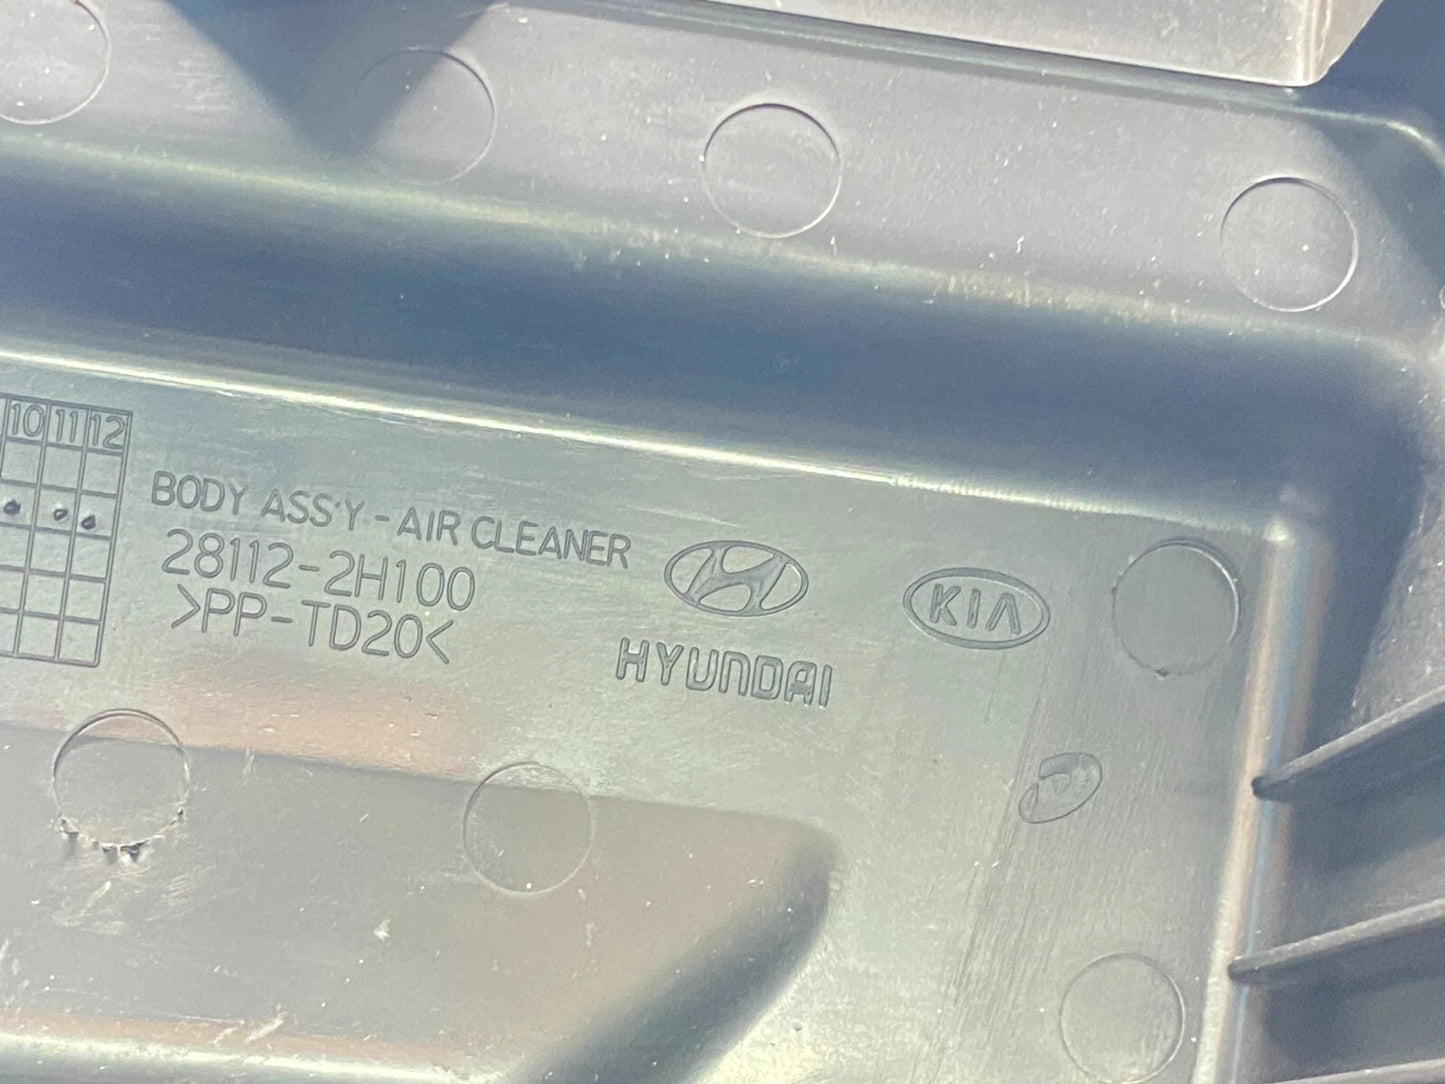 10 11 12
BODY ASS'Y-AIR CLEANER
28112-2H100
>PP-TD20<
HYUNDAI
KIA